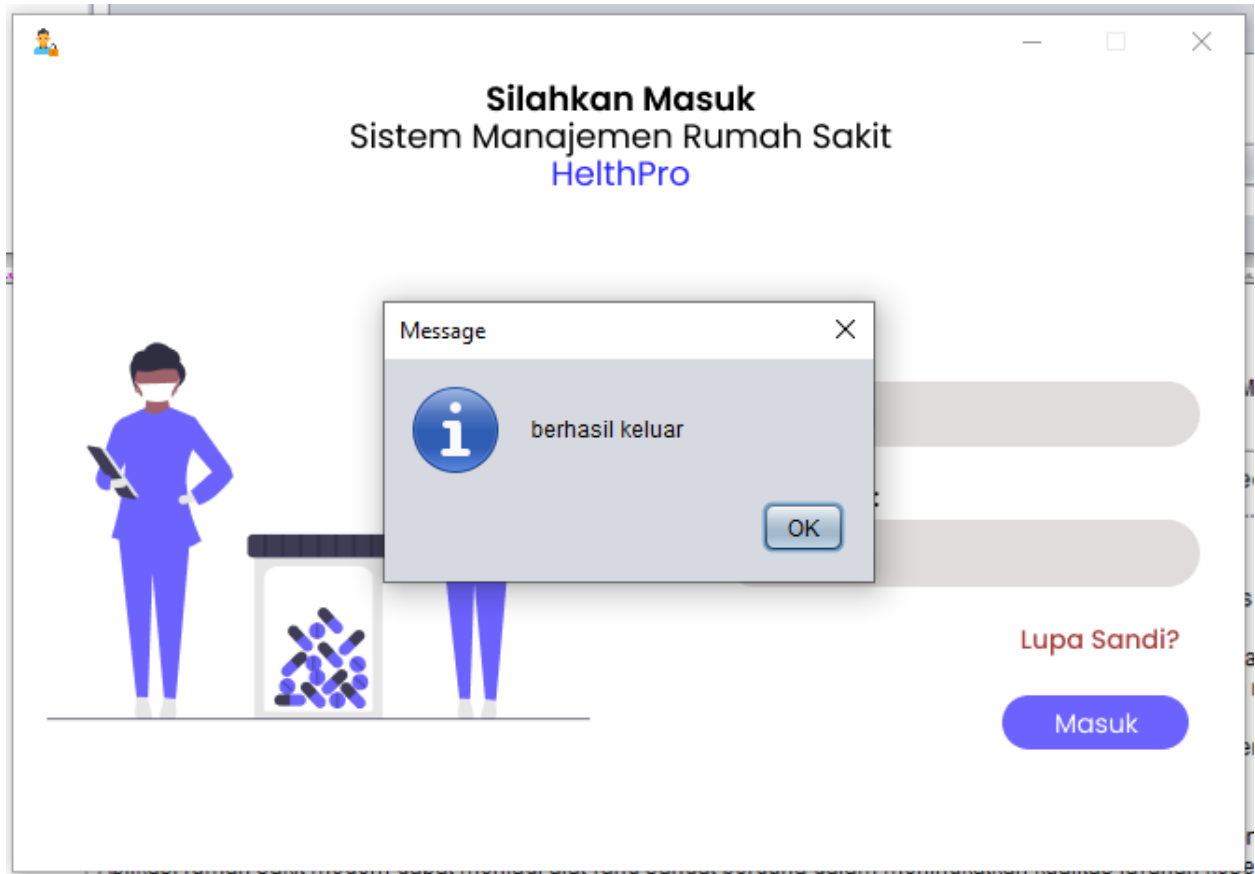 Silahkan Masuk
Sistem Manajemen Rumah Sakit
HelthPro
Message
berhasil keluar
:
OK
Lupa Sandi?
Masuk